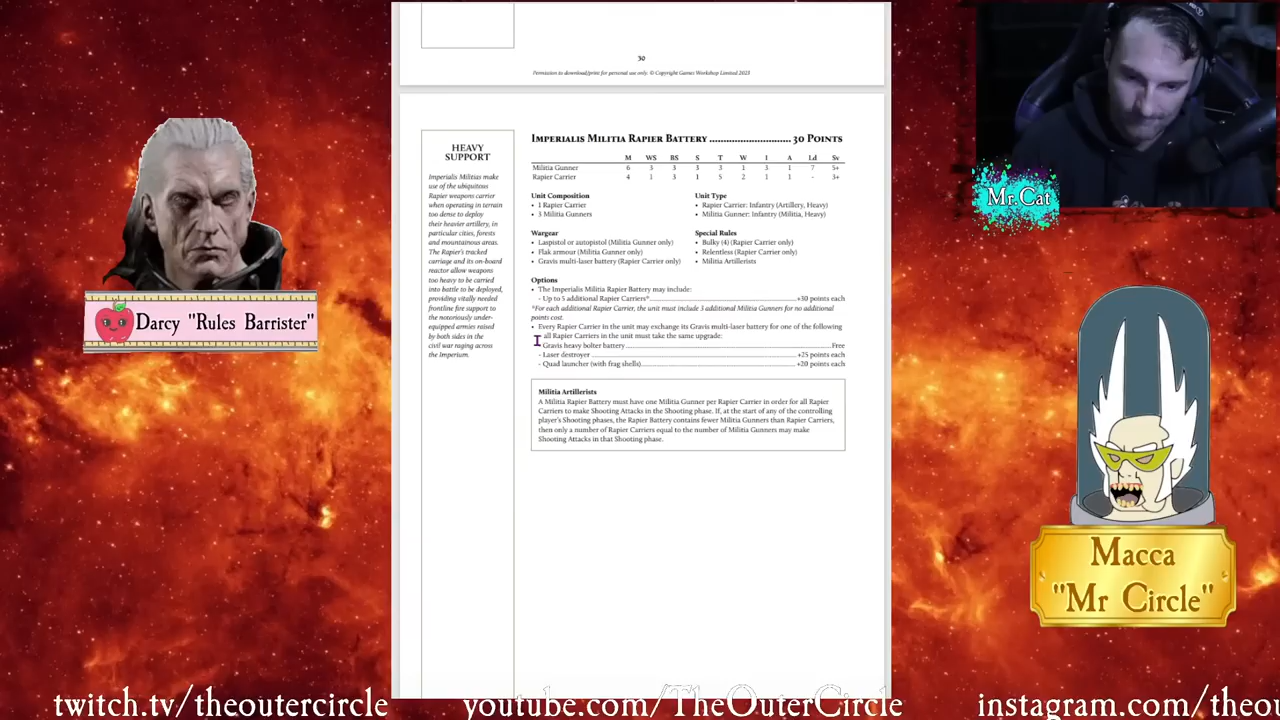 30
Permission to download/print for personal use only. © Copyright Games Workshop Limited 2023
HEAVY
SUPPORT
Imperialis Militias make
use of the ubiquitous
Rapier weapons carrier
when operating in terrain
too dense to deploy
their heavier artillery, in
particular cities, forests
and mountainous areas.
The Rapier's tracked
carriage and its on-board
reactor allow weapons
too heavy to be carried
into battle to be deployed,
providing vitally needed
frontline fire support to
the notoriously under-
equipped armies raised
by both sides in the
civil war raging across
the Imperium.
Imperialis Militia Rapier Battery ............................. 30 Points
M WS BS S T W I A Ld Sv
Militia Gunner 6 3 3 3 3 1 3 1 7 5+
Rapier Carrier 4 1 3 1 5 2 1 1 - 3+
Unit Composition
• 1 Rapier Carrier
• 3 Militia Gunners
Unit Type
• Rapier Carrier: Infantry (Artillery, Heavy)
• Militia Gunner: Infantry (Militia, Heavy)
Wargear
• Laspistol or autopistol (Militia Gunner only)
• Flak armour (Militia Gunner only)
• Gravis multi-laser battery (Rapier Carrier only)
Special Rules
• Bulky (4) (Rapier Carrier only)
• Relentless (Rapier Carrier only)
• Militia Artillerists
Options
• The Imperialis Militia Rapier Battery may include:
- Up to 5 additional Rapier Carriers*.......+30 points each
*For each additional Rapier Carrier, the unit must include 3 additional Militia Gunners for no additional
points cost.
• Every Rapier Carrier in the unit may exchange its Gravis multi-laser battery for one of the following
all Rapier Carriers in the unit must take the same upgrade:
Gravis heavy bolter battery.......Free
- Laser destroyer.......+25 points each
- Quad launcher (with frag shells).......+20 points each
Militia Artillerists
A Militia Rapier Battery must have one Militia Gunner per Rapier Carrier in order for all Rapier
Carriers to make Shooting Attacks in the Shooting phase. If, at the start of any of the controlling
player's Shooting phases, the Rapier Battery contains fewer Militia Gunners than Rapier Carriers,
then only a number of Rapier Carriers equal to the number of Militia Gunners may make
Shooting Attacks in that Shooting phase.
Darcy "Rules Barrister"
Mr.Cat
Macca
"Mr Circle"
twitch.tv/theoutercircle youtube.com/TheOuterCircle instagram.com/theou